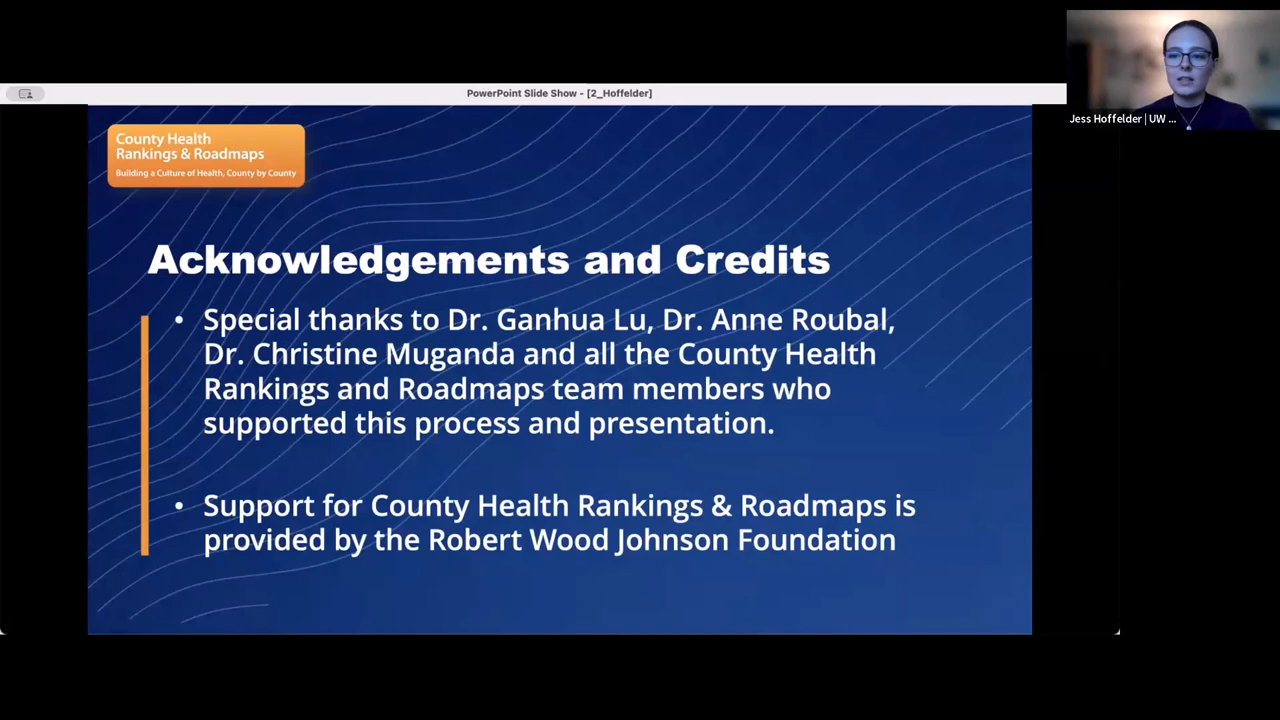 PowerPoint Slide Show - [2_Hoffelder]
Jess Hoffelder | UW ...
County Health
Rankings & Roadmaps
Building a Culture of Health, County by County
Acknowledgements and Credits
• Special thanks to Dr. Ganhua Lu, Dr. Anne Roubal,
Dr. Christine Muganda and all the County Health
Rankings and Roadmaps team members who
supported this process and presentation.
• Support for County Health Rankings & Roadmaps is
provided by the Robert Wood Johnson Foundation